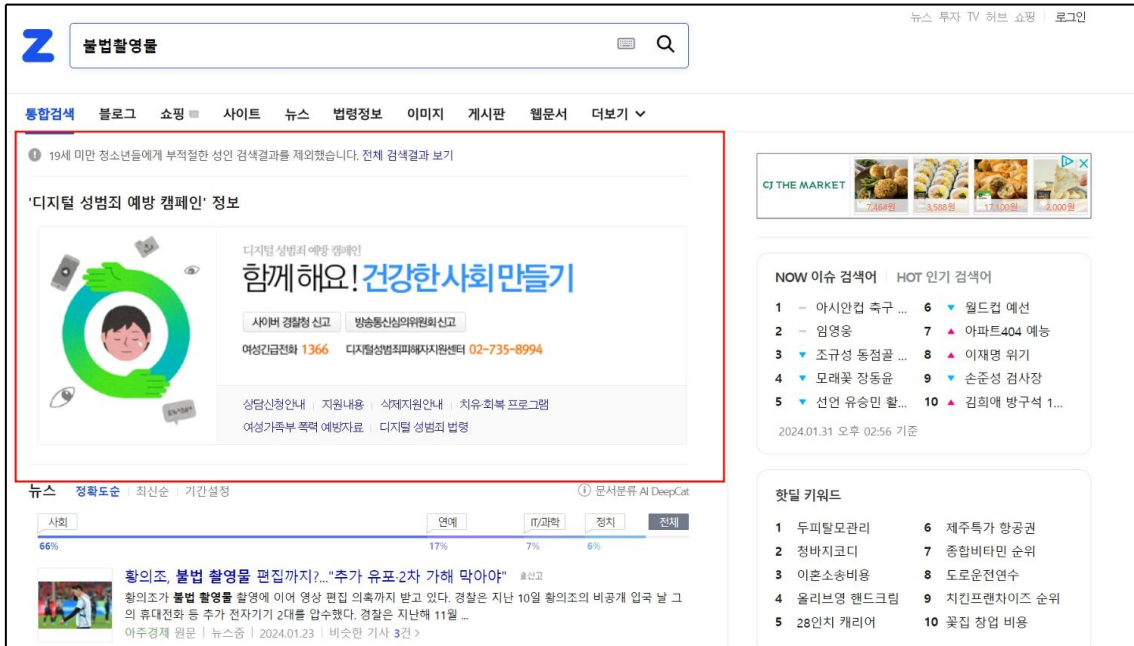 뉴스 투자 TV 허브 쇼핑 | 로그인
Z 불법촬영물
통합검색 블로그 쇼핑 사이트 뉴스 법령정보 이미지 게시판 웹문서 더보기
19세 미만 청소년들에게 부적절한 성인 검색결과를 제외했습니다. 전체 검색결과 보기
'디지털 성범죄 예방 캠페인' 정보
디지털 성범죄 예방 캠페인
함께해요! 건강한 사회 만들기
사이버 경찰청 신고 방송통신심의위원회 신고
여성긴급전화 1366 디지털성범죄피해자지원센터 02-735-8994
상담신청안내 | 지원내용 | 삭제지원안내 | 치유·회복 프로그램
여성가족부 폭력 예방자료 | 디지털 성범죄 법령
뉴스 정확도순 | 최신순 | 기간설정 문서분류 AI DeepCat
사회 연예 IT/과학 정치 전체
66% 17% 7% 6%
황의조, 불법 촬영물 편집까지?..."추가 유포·2차 가해 막아야"
황의조가 불법 촬영물 촬영에 이어 영상 편집 의혹까지 받고 있다. 경찰은 지난 10일 황의조의 비공개 입국 날 그
의 휴대전화 등 추가 전자기기 2대를 압수했다. 경찰은 지난해 11월 ...
아주경제 원문 | 뉴스줌 | 2024.01.23 | 비슷한 기사 3건 >
CJ THE MARKET
7,464원 3,588원 17,100원 2,000원
NOW 이슈 검색어 | HOT 인기 검색어
1 – 아시안컵 축구 ... 6 ▼ 월드컵 예선
2 – 임영웅 7 ▲ 아파트404 예능
3 ▼ 조규성 동점골 ... 8 ▲ 이재명 위기
4 ▼ 모래꽃 장동윤 9 ▼ 손준성 검사장
5 ▼ 선언 유승민 활... 10 ▲ 김희애 방구석 1...
2024.01.31 오후 02:56 기준
핫딜 키워드
1 두피탈모관리 6 제주특가 항공권
2 청바지코디 7 종합비타민 순위
3 이혼소송비용 8 도로운전연수
4 올리브영 핸드크림 9 치킨프랜차이즈 순위
5 28인치 캐리어 10 꽃집 창업 비용